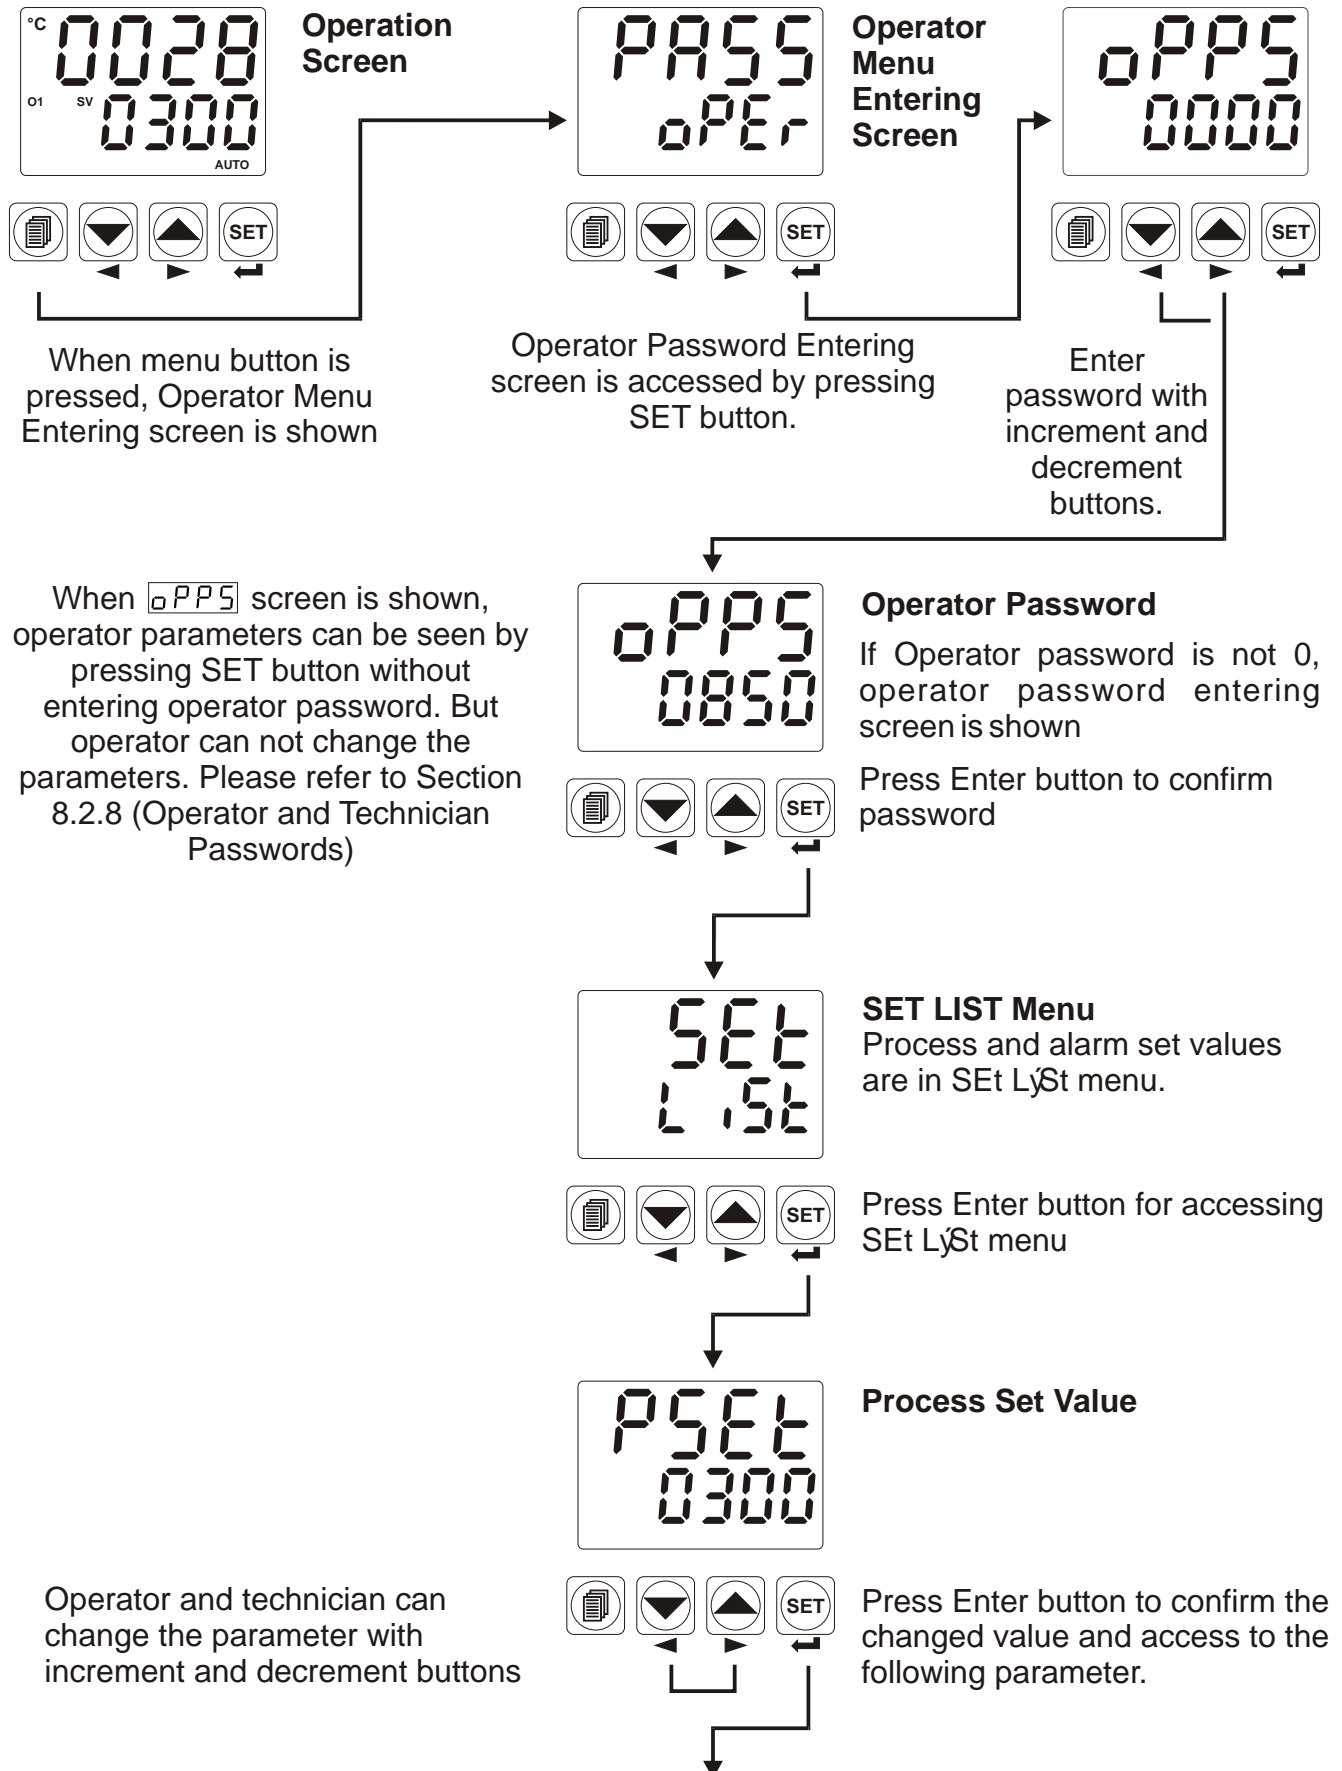 °C 0028
O1 SV 0300
AUTO
Operation
Screen
SET
When menu button is
pressed, Operator Menu
Entering screen is shown
PASS
oPEr
Operator
Menu
Entering
Screen
SET
Operator Password Entering
screen is accessed by pressing
SET button.
oPPS
0000
SET
Enter
password with
increment and
decrement
buttons.
When oPPS screen is shown,
operator parameters can be seen by
pressing SET button without
entering operator password. But
operator can not change the
parameters. Please refer to Section
8.2.8 (Operator and Technician
Passwords)
oPPS
0850
SET
Operator Password
If Operator password is not 0,
operator password entering
screen is shown
Press Enter button to confirm
password
SEt
LiSt
SET
SET LIST Menu
Process and alarm set values
are in SEt LýSt menu.
Press Enter button for accessing
SEt LýSt menu
PSEt
0300
SET
Process Set Value
Operator and technician can
change the parameter with
increment and decrement buttons
Press Enter button to confirm the
changed value and access to the
following parameter.